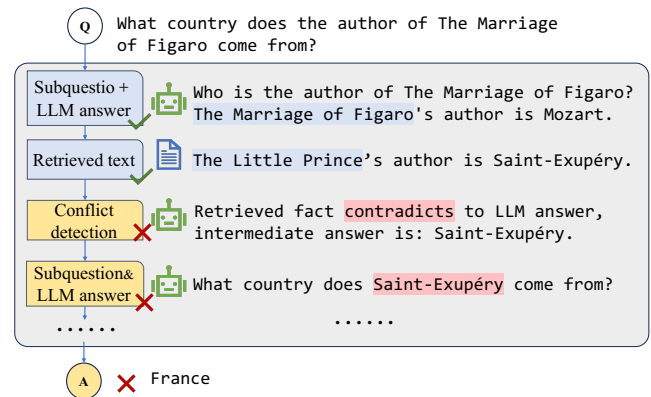 Q
What country does the author of The Marriage
of Figaro come from?
Subquestio +
LLM answer
Who is the author of The Marriage of Figaro?
The Marriage of Figaro's author is Mozart.
Retrieved text
The Little Prince’s author is Saint-Exupéry.
Conflict
detection
Retrieved fact contradicts to LLM answer,
intermediate answer is: Saint-Exupéry.
Subquestion&
LLM answer
What country does Saint-Exupéry come from?
......
......
A
France